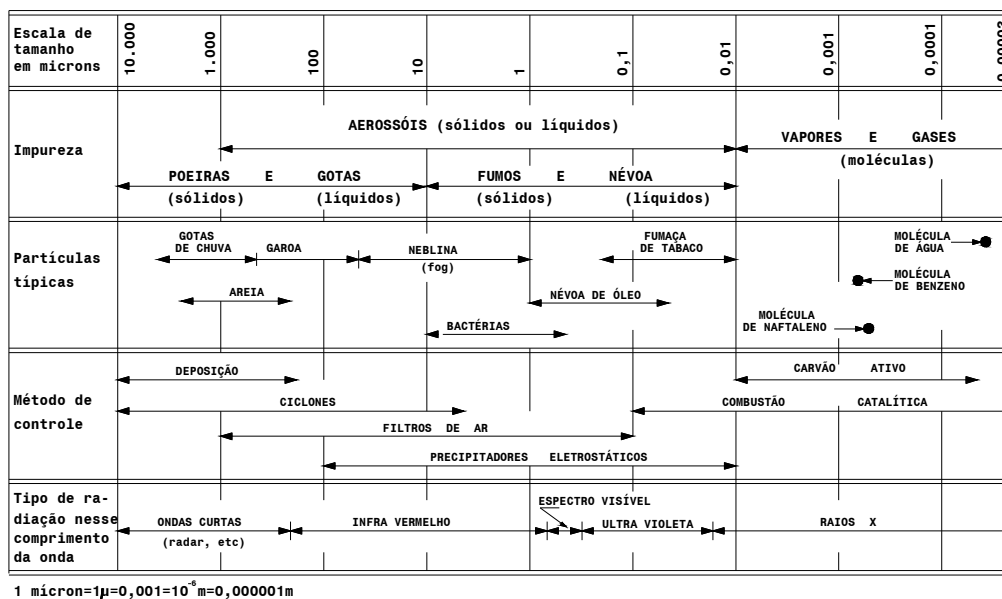 Escala de
tamanho
em microns
10.000
1.000
100
10
1
0,1
0,01
0,001
0,0001
0,00003
Impureza
AEROSSÓIS (sólidos ou líquidos)
VAPORES E GASES
(moléculas)
POEIRAS E GOTAS
(sólidos) (líquidos)
FUMOS E NÉVOA
(sólidos) (líquidos)
Partículas
típicas
GOTAS
DE CHUVA
GAROA
NEBLINA
(fog)
FUMAÇA
DE TABACO
MOLÉCULA
DE ÁGUA
MOLÉCULA
DE BENZENO
AREIA
NÉVOA DE ÓLEO
BACTÉRIAS
MOLÉCULA
DE NAFTALENO
Método de
controle
DEPOSIÇÃO
CARVÃO ATIVO
CICLONES
COMBUSTÃO CATALÍTICA
FILTROS DE AR
PRECIPITADORES ELETROSTÁTICOS
Tipo de ra-
diação nesse
comprimento
da onda
ONDAS CURTAS
(radar, etc)
INFRA VERMELHO
ESPECTRO VISÍVEL
ULTRA VIOLETA
RAIOS X
1 mícron=1μ=0,001=10⁻⁶m=0,000001m